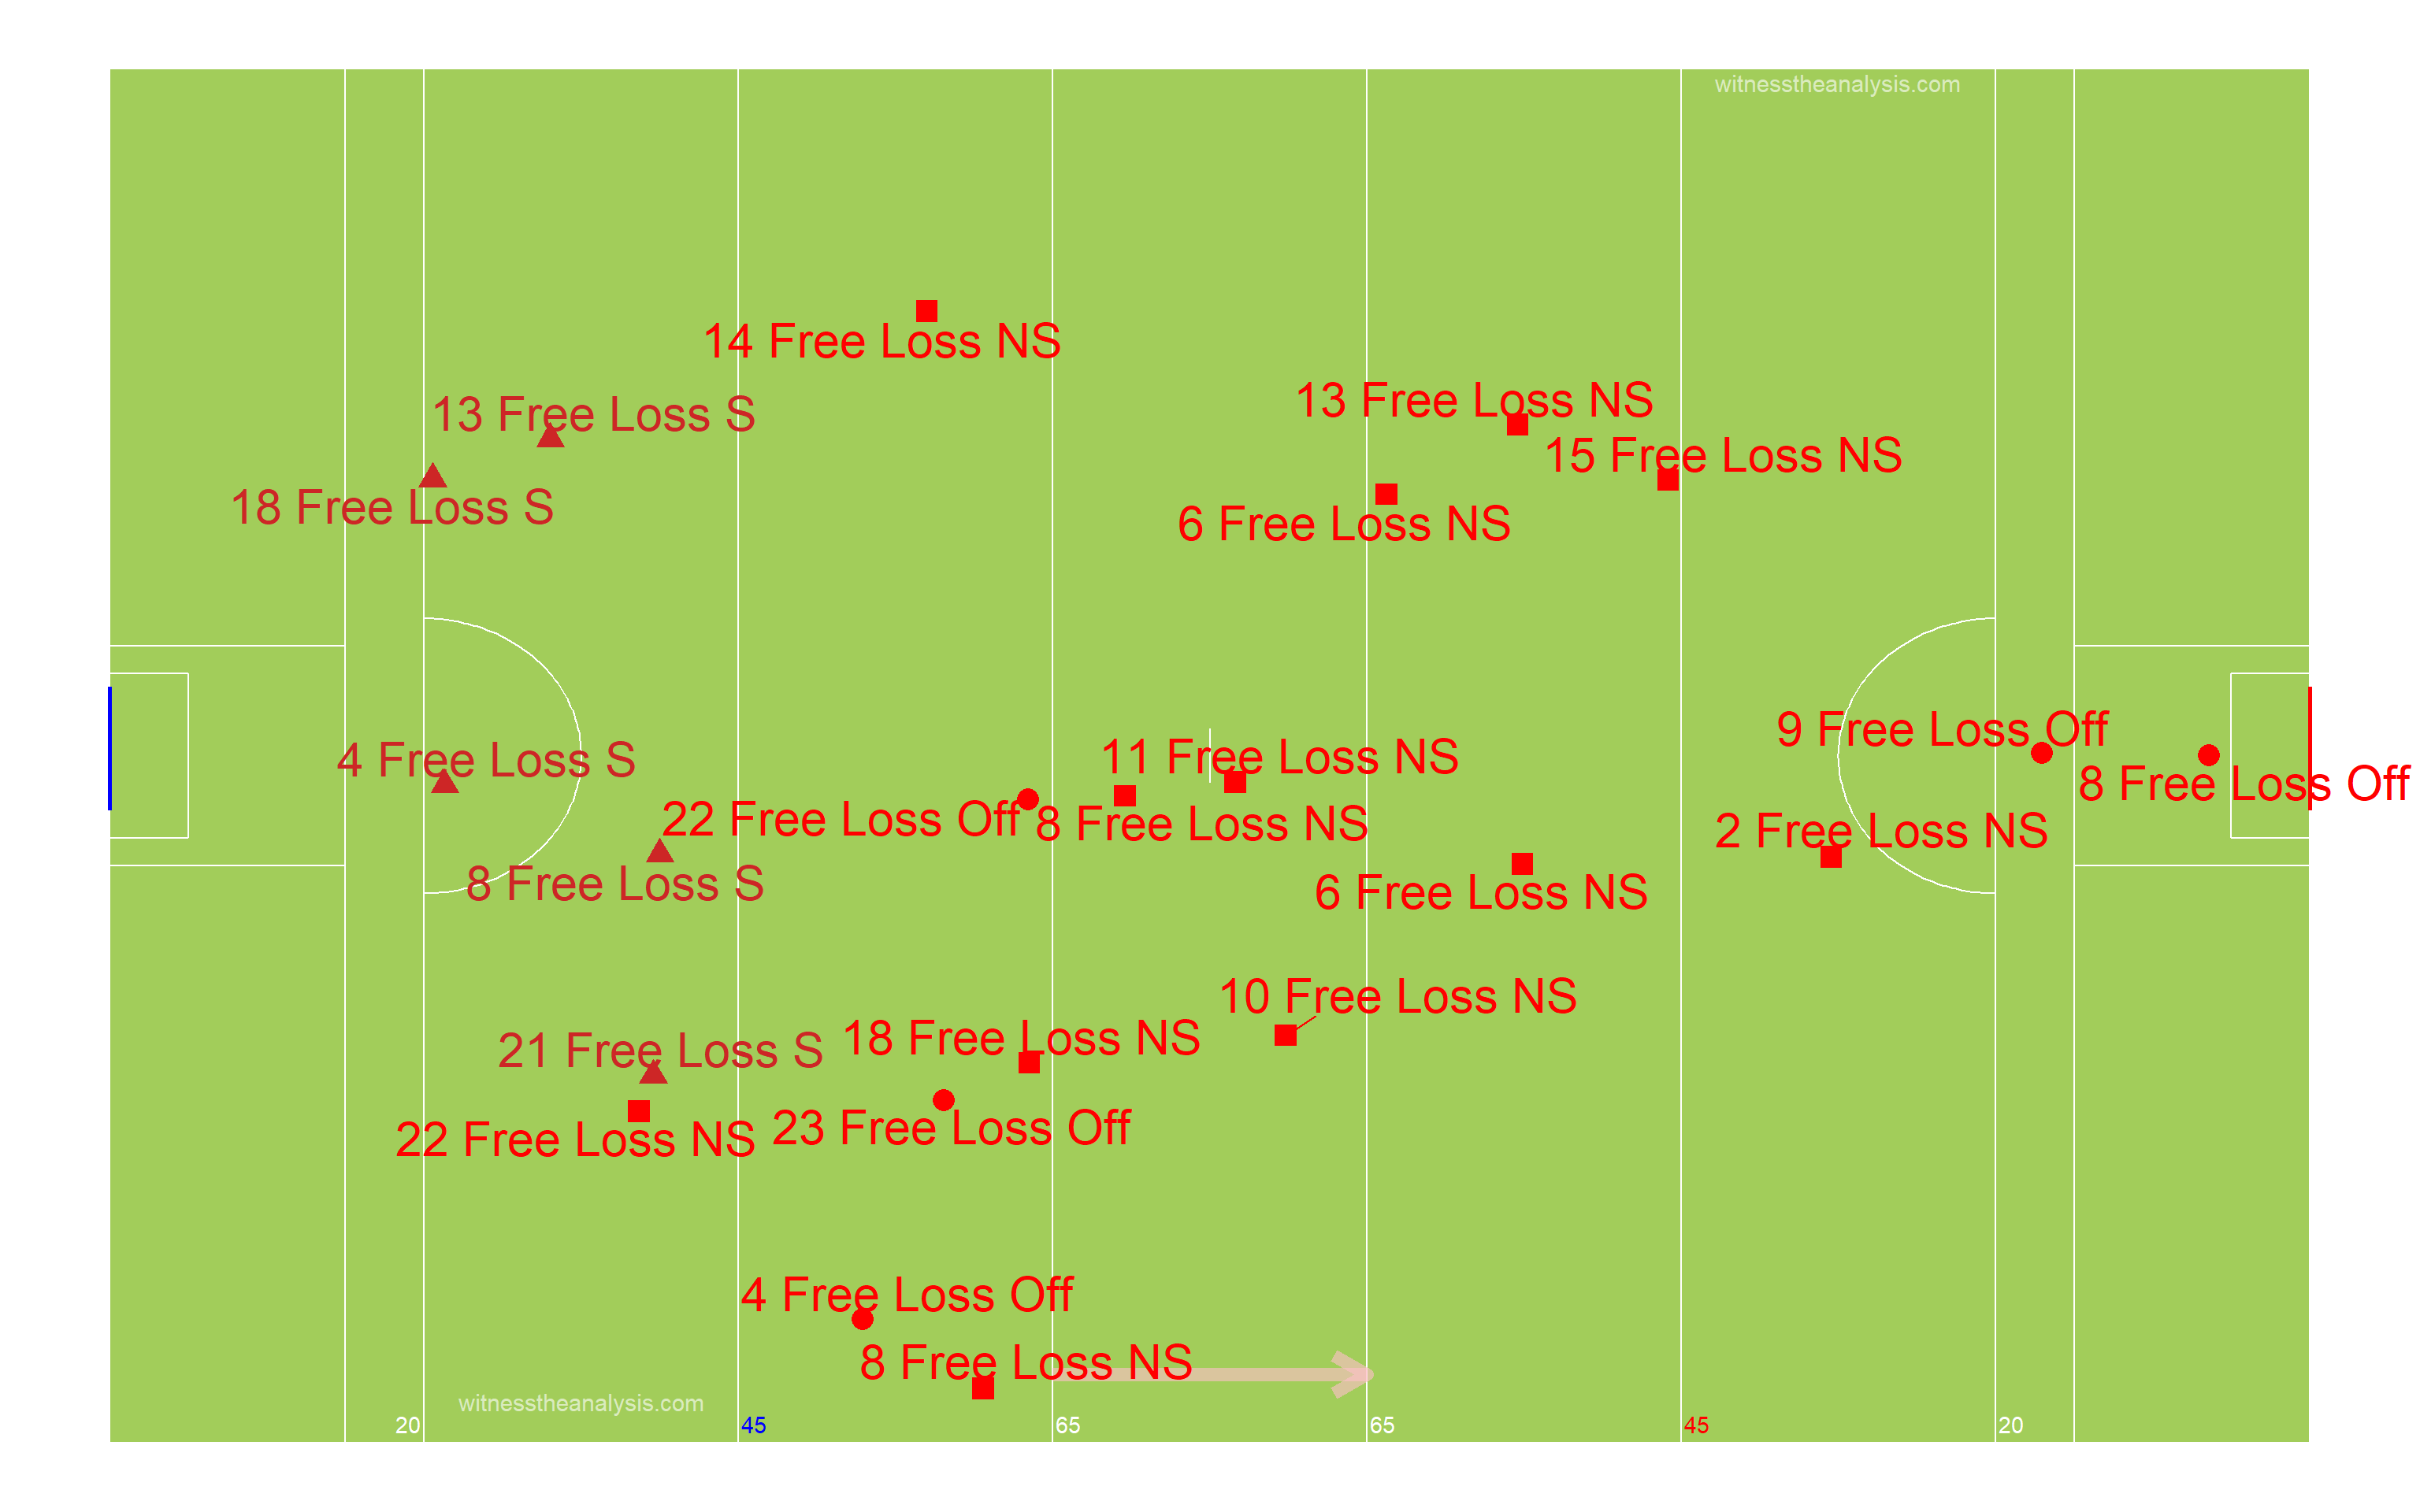 witnesstheanalysis.com
14 Free Loss NS
13 Free Loss NS
13 Free Loss S
15 Free Loss NS
18 Free Loss S
6 Free Loss NS
9 Free Loss Off
11 Free Loss NS
4 Free Loss S
8 Free Loss Off
22 Free Loss Off
8 Free Loss NS
2 Free Loss NS
8 Free Loss S
6 Free Loss NS
10 Free Loss NS
18 Free Loss NS
21 Free Loss S
23 Free Loss Off
22 Free Loss NS
4 Free Loss Off
8 Free Loss NS
witnesstheanalysis.com
20 45 65 65 45 20